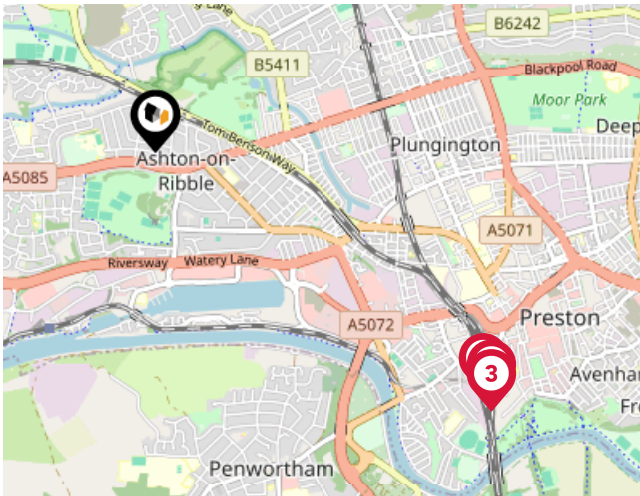 B6242
B5411
Blackpool Road
Moor Park
Tom Benson Way
Plungington
Ashton-on-
Ribble
A5085
A5071
Riversway
Watery Lane
A5072
Preston
3
Avenha
Fr
Penwortham
Deep